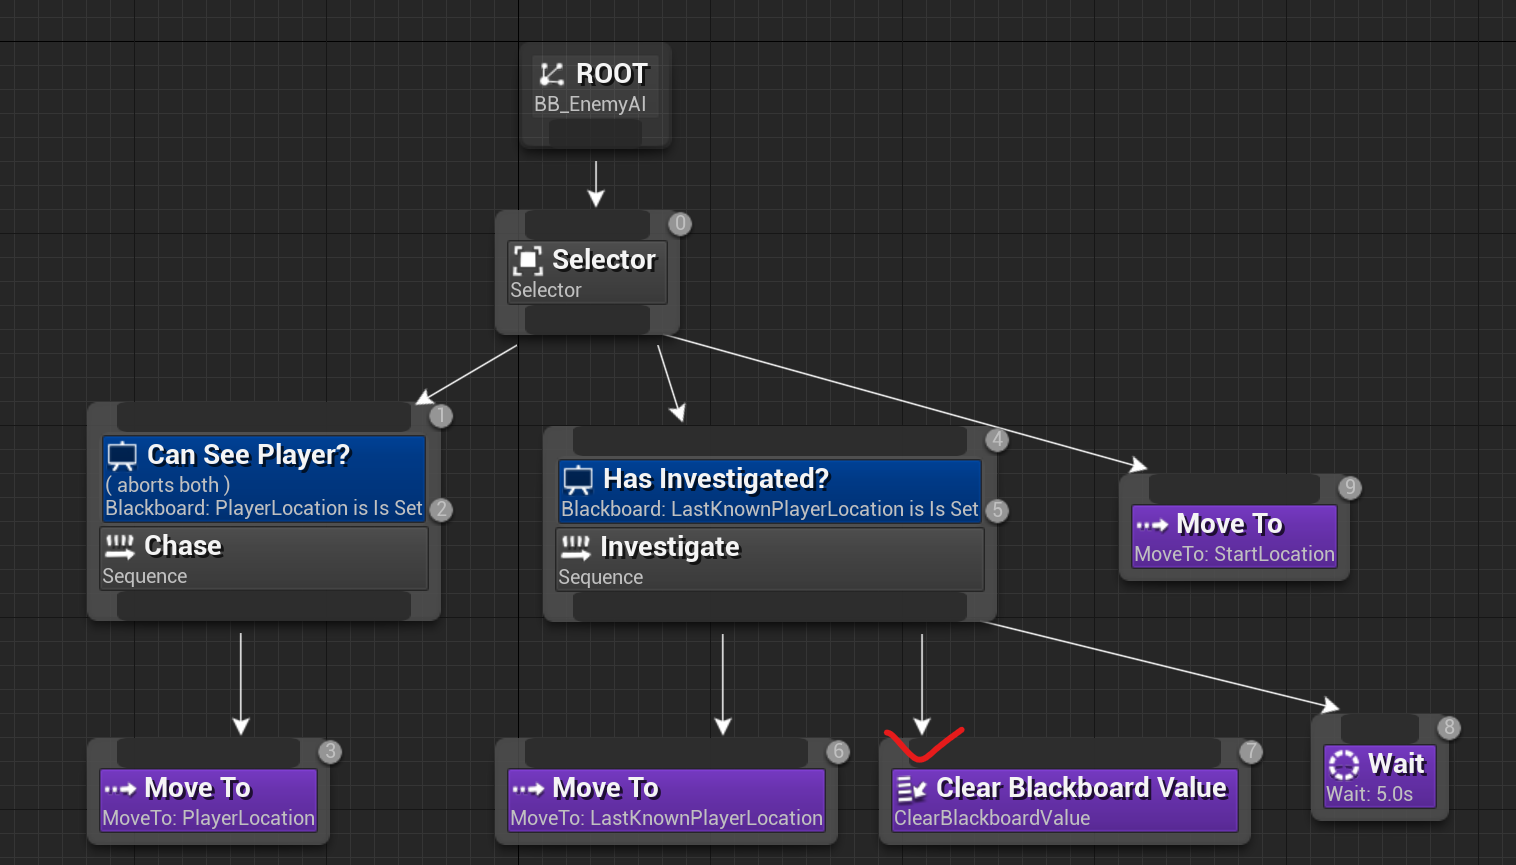 ROOT
BB_EnemyAI
0
Selector
Selector
1
Can See Player?
( aborts both )
Blackboard: PlayerLocation is Is Set
2
Chase
Sequence
4
Has Investigated?
Blackboard: LastKnownPlayerLocation is Is Set
5
Investigate
Sequence
9
Move To
MoveTo: StartLocation
3
Move To
MoveTo: PlayerLocation
6
Move To
MoveTo: LastKnownPlayerLocation
7
Clear Blackboard Value
ClearBlackboardValue
8
Wait
Wait: 5.0s